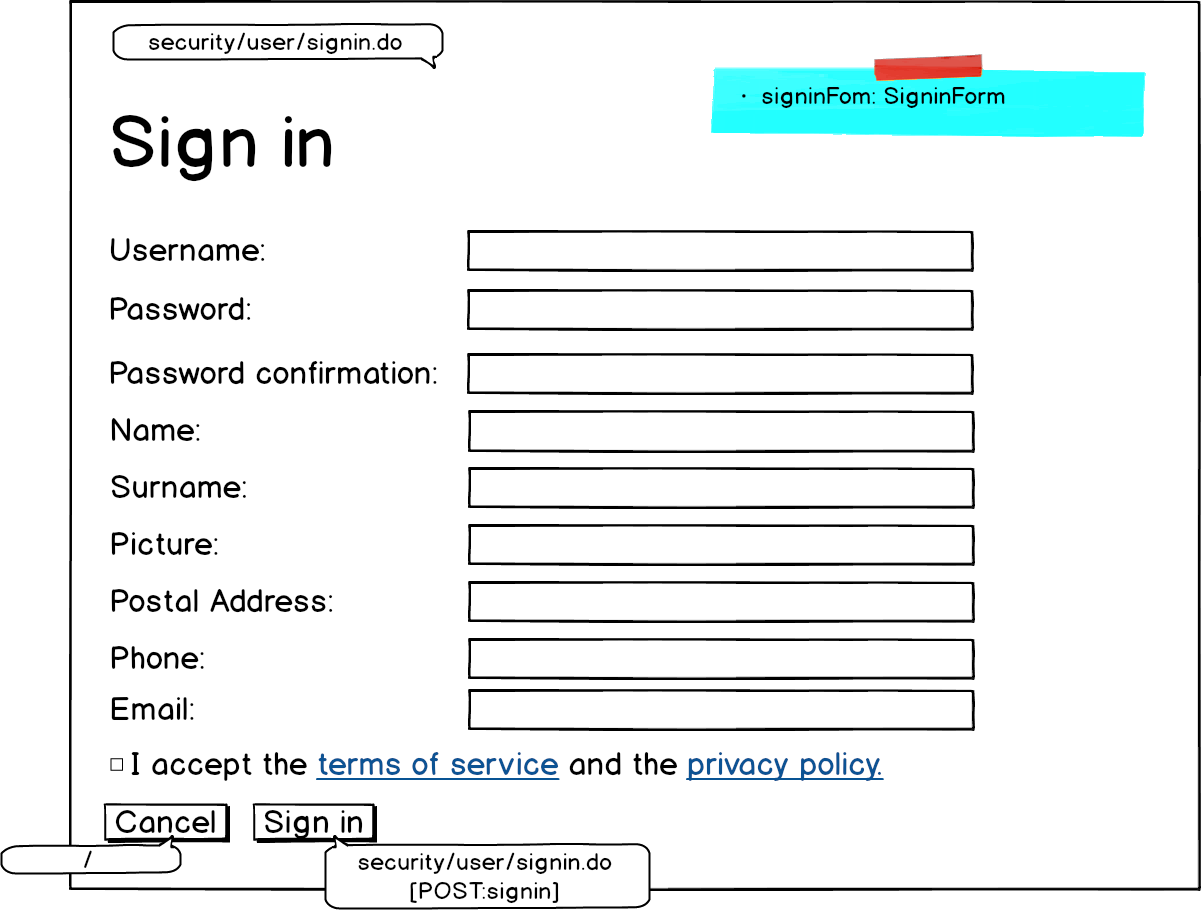 security/user/signin.do
• signinFom: SigninForm
Sign in
Username:
Password:
Password confirmation:
Name:
Surname:
Picture:
Postal Address:
Phone:
Email:
I accept the terms of service and the privacy policy.
Cancel
Sign in
/
security/user/signin.do
[POST:signin]